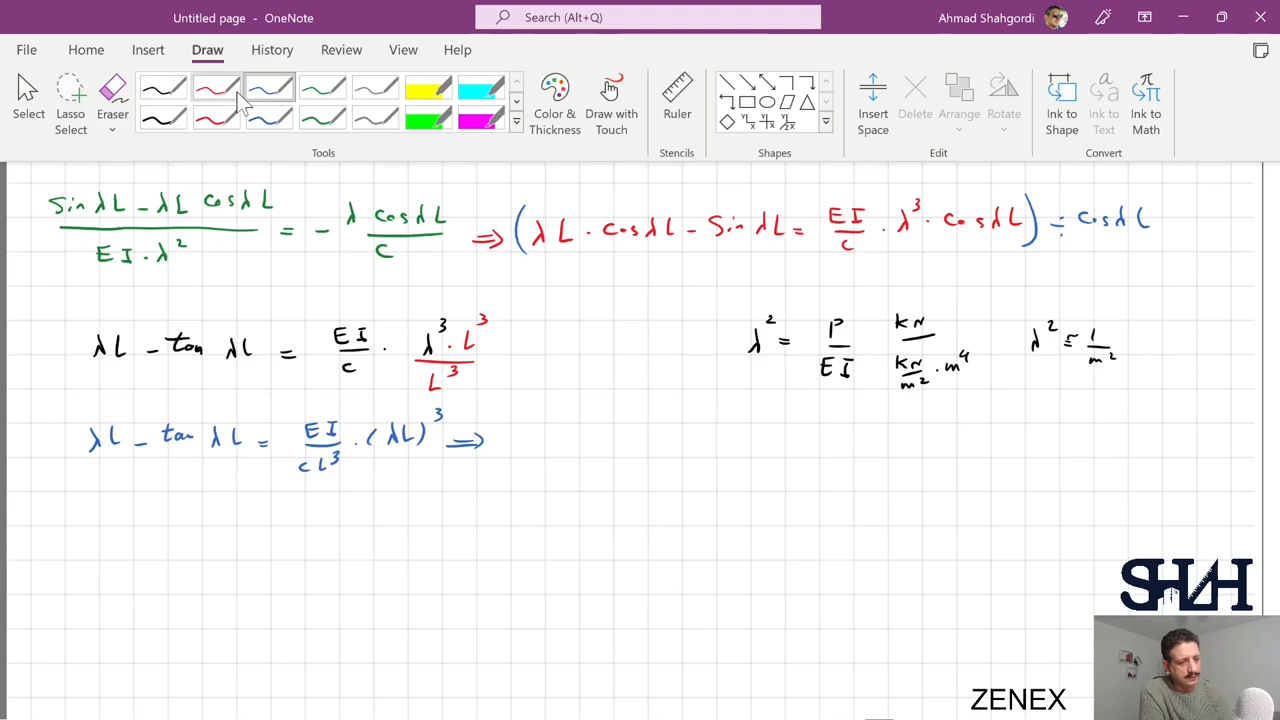 Untitled page - OneNote
Search (Alt+Q)
Ahmad Shahgordi
File Home Insert Draw History Review View Help
Select
Lasso Select
Eraser
Color & Thickness
Draw with Touch
Ruler
Insert Space
Delete
Arrange
Rotate
Ink to Shape
Ink to Text
Ink to Math
Tools
Stencils
Shapes
Edit
Convert
(sin λL - λL cos λL) / (EI · λ²) = - (λ cos λL) / c ⇒ (λL · cos λL - sin λL = EI/c · λ³ · cos λL) ÷ cos λL
λL - tan λL = EI/c · (λ³ · L³)/L³
λ² = P/EI kN/(kN/m² · m⁴) λ² = 1/m²
λL - tan λL = EI/cL³ · (λL)³ ⇒
SHLH
ZENEX